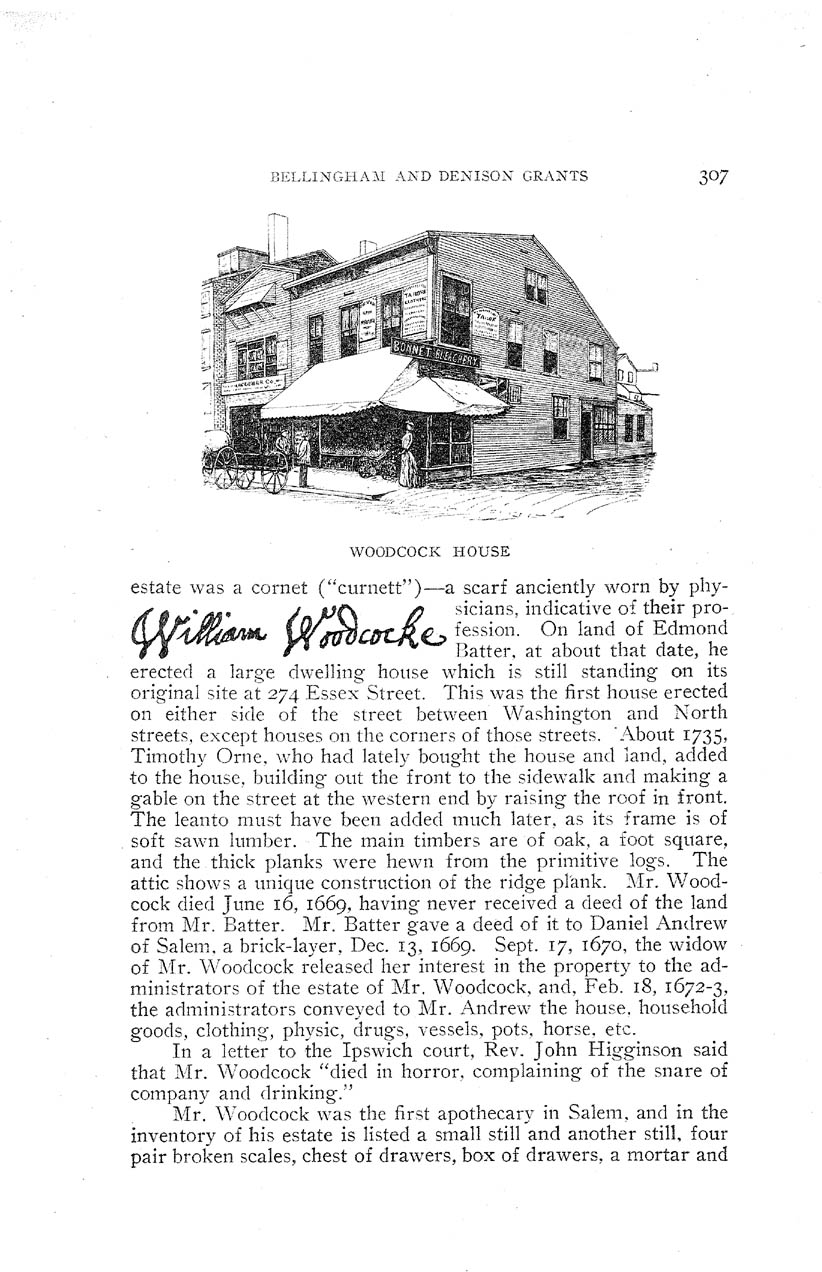 BELLINGHAM AND DENISON GRANTS 307
TAILOR
CLOTHING
TAILOR
BONNET BLEACHERY
WOODCOCK HOUSE
estate was a cornet ("curnett")—a scarf anciently worn by phy-
sicians, indicative of their pro-
William Woodcocke
fession. On land of Edmond
Batter, at about that date, he
erected a large dwelling house which is still standing on its
original site at 274 Essex Street. This was the first house erected
on either side of the street between Washington and North
streets, except houses on the corners of those streets. About 1735,
Timothy Orne, who had lately bought the house and land, added
to the house, building out the front to the sidewalk and making a
gable on the street at the western end by raising the roof in front.
The leanto must have been added much later, as its frame is of
soft sawn lumber. The main timbers are of oak, a foot square,
and the thick planks were hewn from the primitive logs. The
attic shows a unique construction of the ridge plank. Mr. Wood-
cock died June 16, 1669, having never received a deed of the land
from Mr. Batter. Mr. Batter gave a deed of it to Daniel Andrew
of Salem, a brick-layer, Dec. 13, 1669. Sept. 17, 1670, the widow
of Mr. Woodcock released her interest in the property to the ad-
ministrators of the estate of Mr. Woodcock, and, Feb. 18, 1672-3,
the administrators conveyed to Mr. Andrew the house, household
goods, clothing, physic, drugs, vessels, pots, horse, etc.
In a letter to the Ipswich court, Rev. John Higginson said
that Mr. Woodcock "died in horror, complaining of the snare of
company and drinking."
Mr. Woodcock was the first apothecary in Salem, and in the
inventory of his estate is listed a small still and another still, four
pair broken scales, chest of drawers, box of drawers, a mortar and